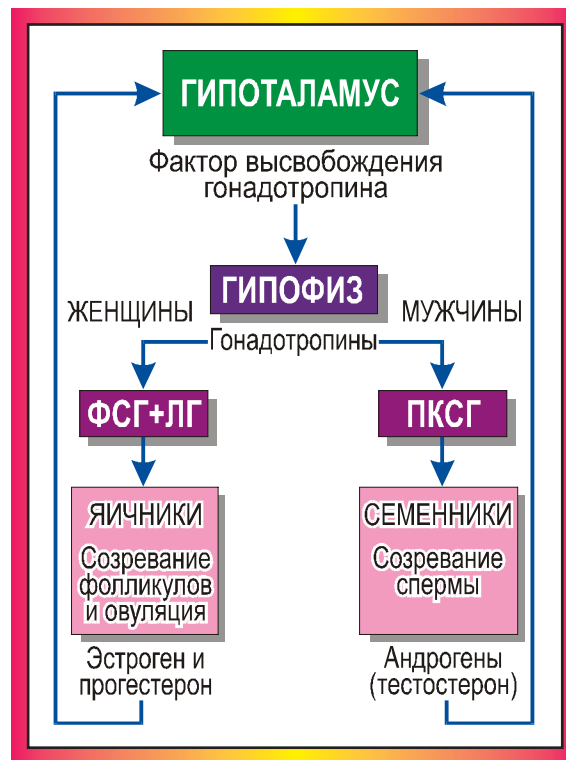 ГИПОТАЛАМУС
Фактор высвобождения
гонадотропина
ГИПОФИЗ
ЖЕНЩИНЫ
МУЖЧИНЫ
Гонадотропины
ФСГ+ЛГ
ПКСГ
ЯИЧНИКИ
Созревание
фолликулов
и овуляция
СЕМЕННИКИ
Созревание
спермы
Эстроген и
прогестерон
Андрогены
(тестостерон)